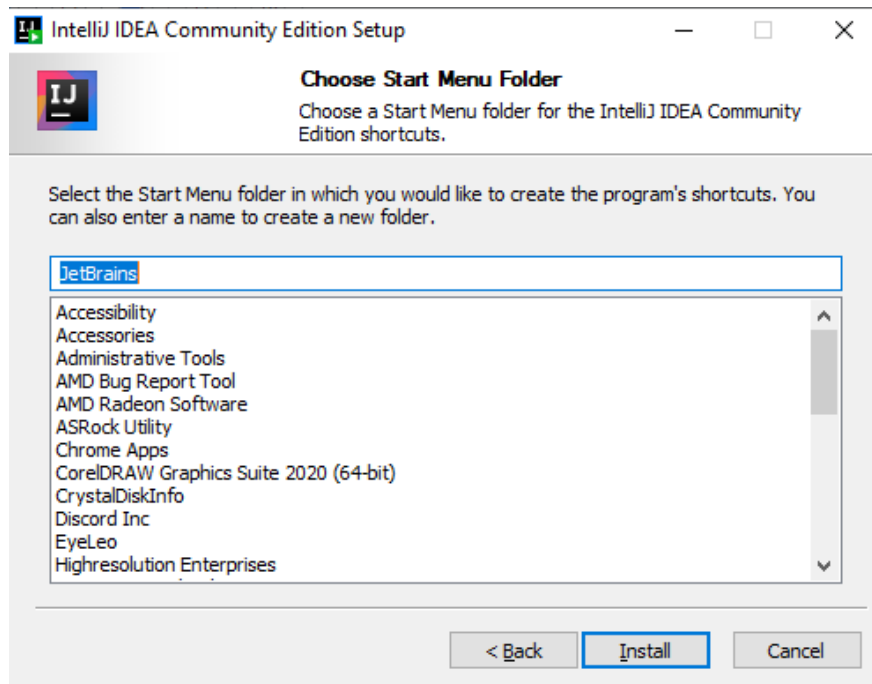 IntelliJ IDEA Community Edition Setup
IJ
Choose Start Menu Folder
Choose a Start Menu folder for the IntelliJ IDEA Community
Edition shortcuts.
Select the Start Menu folder in which you would like to create the program's shortcuts. You
can also enter a name to create a new folder.
JetBrains
Accessibility
Accessories
Administrative Tools
AMD Bug Report Tool
AMD Radeon Software
ASRock Utility
Chrome Apps
CorelDRAW Graphics Suite 2020 (64-bit)
CrystalDiskInfo
Discord Inc
EyeLeo
Highresolution Enterprises
< Back
Install
Cancel